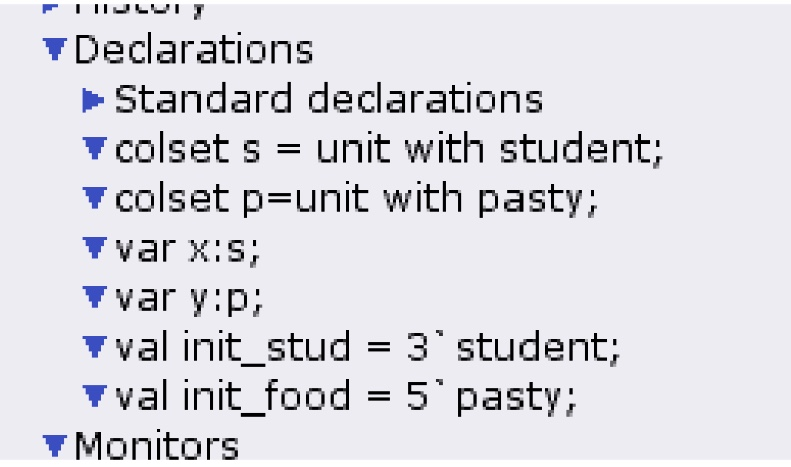 History
Declarations
Standard declarations
colset s = unit with student;
colset p=unit with pasty;
var x:s;
var y:p;
val init_stud = 3`student;
val init_food = 5`pasty;
Monitors